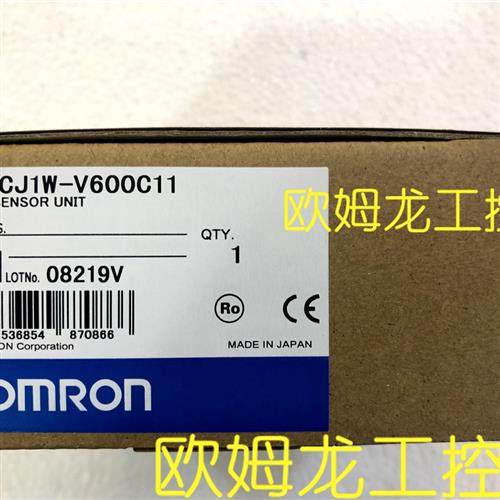 CJ1W-V600C11
SENSOR UNIT
欧姆龙工控
S.
QTY.
1
LOTNo. 08219V
536854 870866
Ro
CE
ON Corporation
MADE IN JAPAN
OMRON
欧姆龙工控